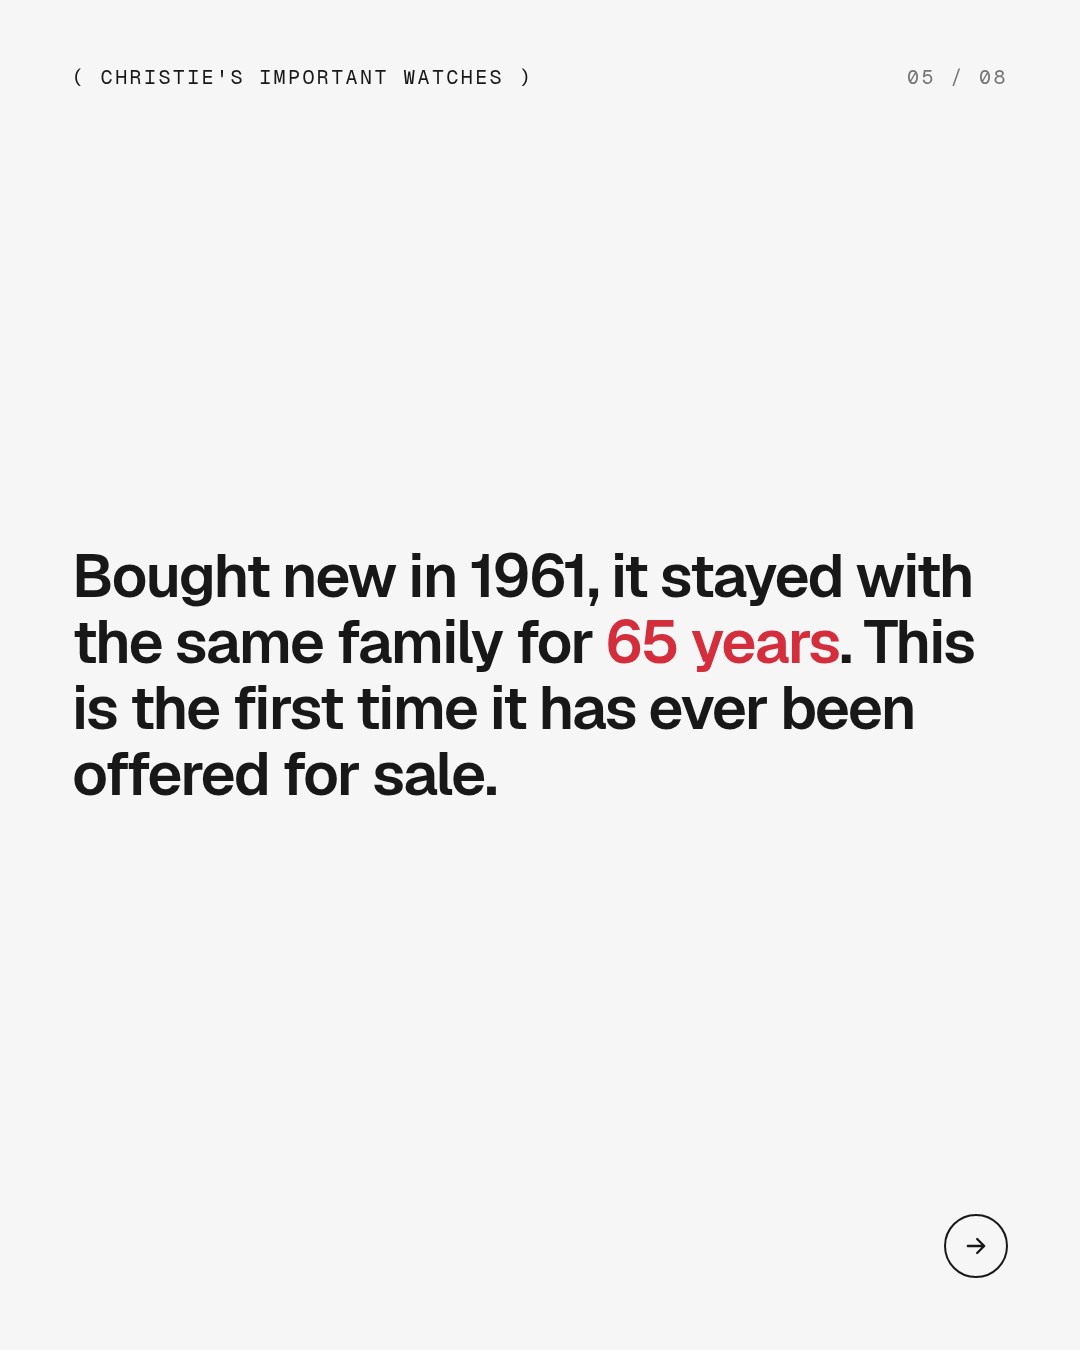 ( CHRISTIE'S IMPORTANT WATCHES )
05 / 08
Bought new in 1961, it stayed with
the same family for 65 years. This
is the first time it has ever been
offered for sale.